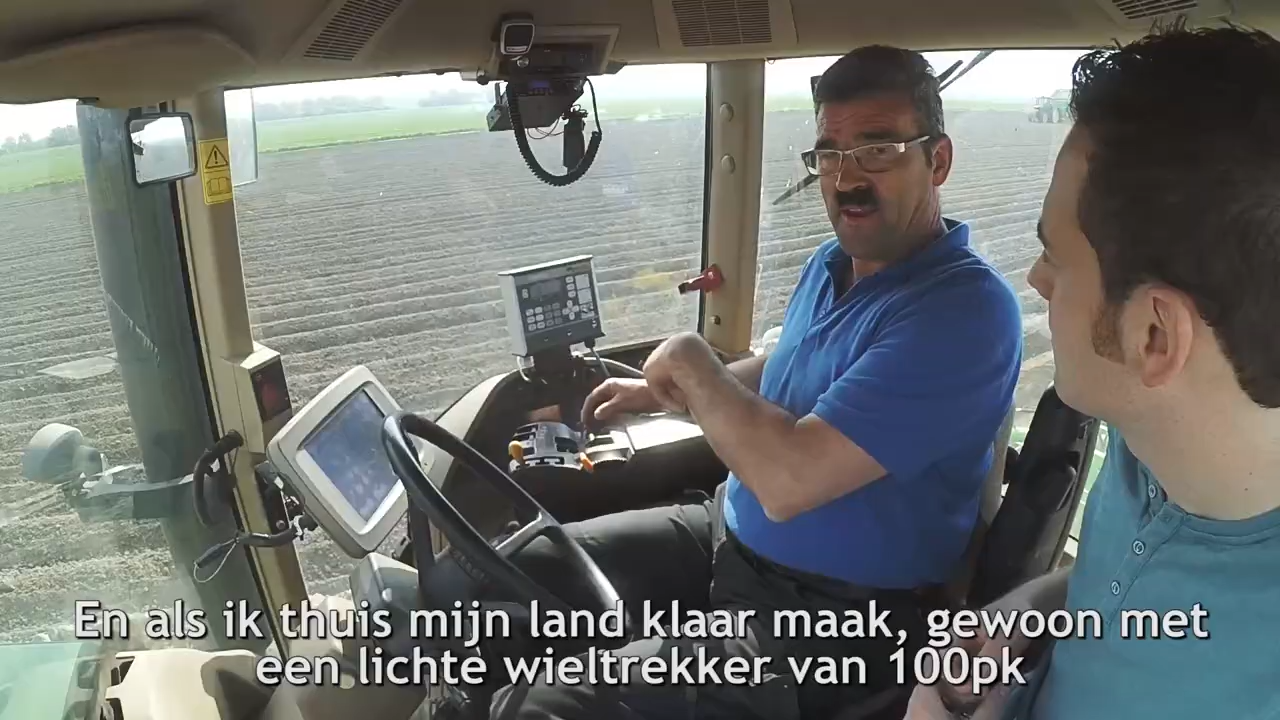 En als ik thuis mijn land klaar maak, gewoon met
een lichte wieltrekker van 100pk